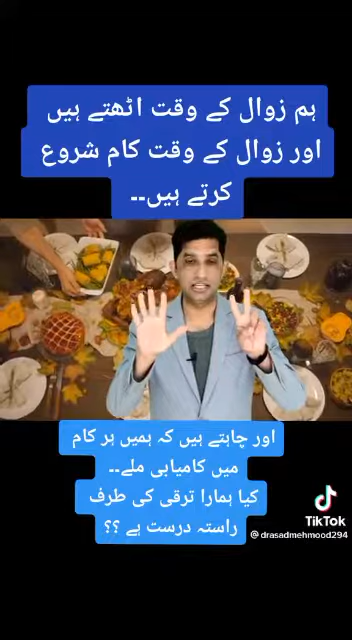 ہم زوال کے وقت اٹھتے ہیں
اور زوال کے وقت کام شروع
کرتے ہیں۔۔
اور چاہتے ہیں کہ ہمیں ہر کام
میں کامیابی ملے۔۔
کیا ہمارا ترقی کی طرف
راستہ درست ہے ؟؟
TikTok
@drasadmehmood294